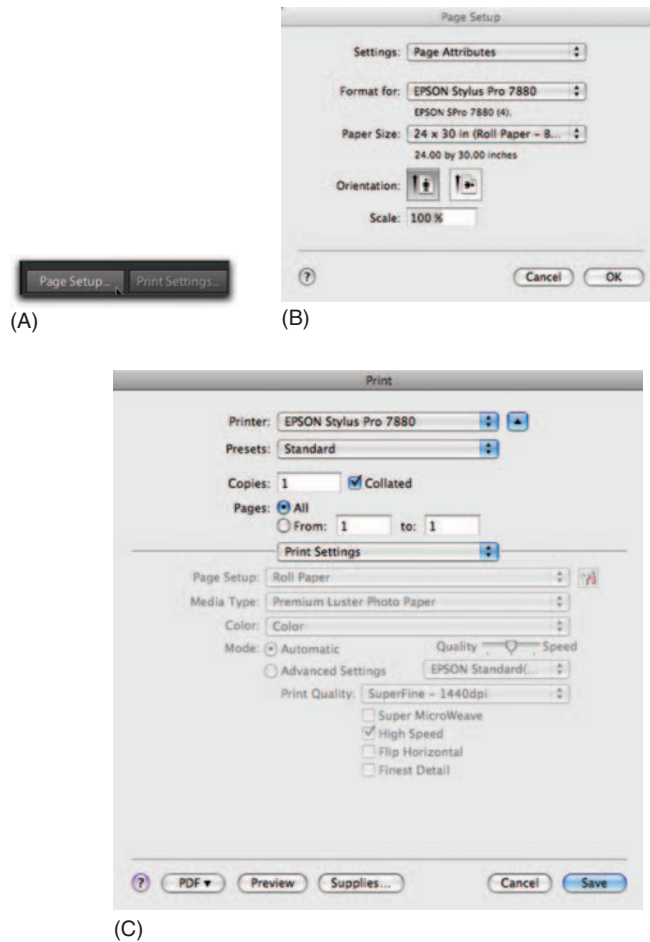 Page Setup
Settings: Page Attributes
Format for: EPSON Stylus Pro 7880
EPSON SPro 7880 (4).
Paper Size: 24 x 30 in (Roll Paper – B...
24.00 by 30.00 inches
Orientation:
Scale: 100 %
? Cancel OK
Page Setup... Print Settings...
(A)
(B)
Print
Printer: EPSON Stylus Pro 7880
Presets: Standard
Copies: 1 Collated
Pages: All
From: 1 to: 1
Print Settings
Page Setup: Roll Paper
Media Type: Premium Luster Photo Paper
Color: Color
Mode: Automatic Quality Speed
Advanced Settings EPSON Standard(...
Print Quality: SuperFine – 1440dpi
Super MicroWeave
High Speed
Flip Horizontal
Finest Detail
? PDF Preview Supplies... Cancel Save
(C)